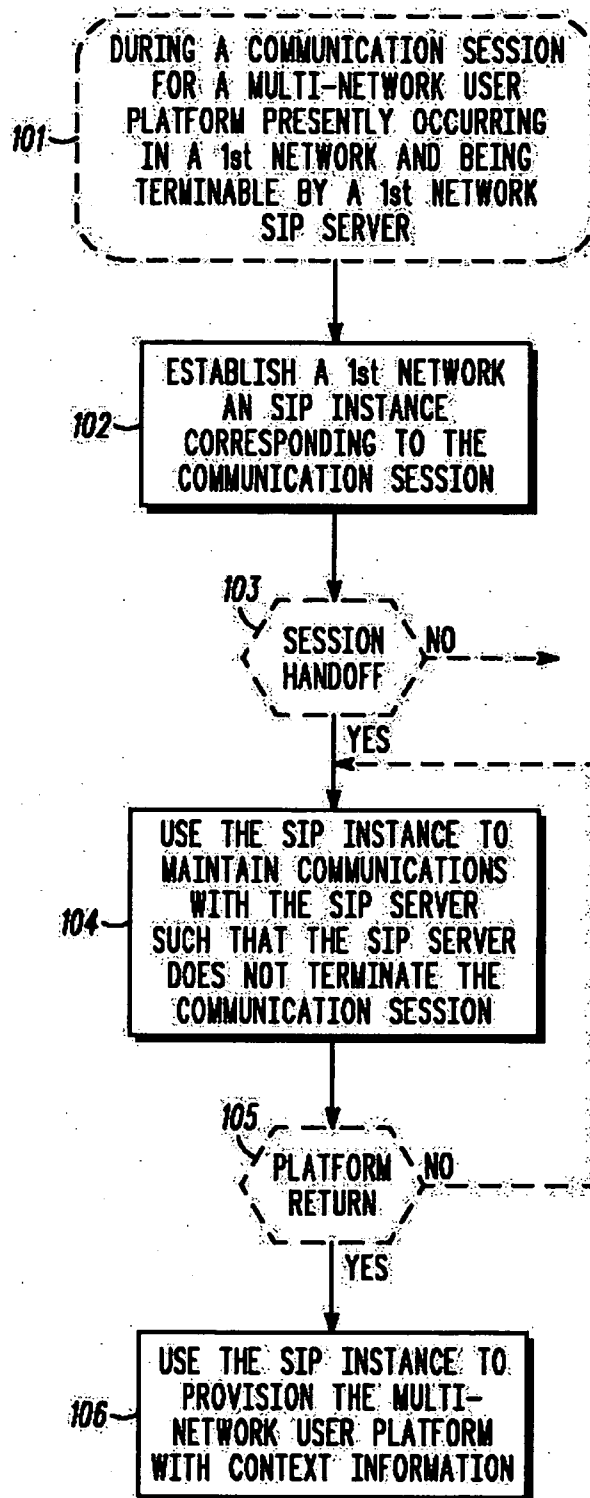 DURING A COMMUNICATION SESSION
FOR A MULTI-NETWORK USER
PLATFORM PRESENTLY OCCURRING
IN A 1st NETWORK AND BEING
TERMINABLE BY A 1st NETWORK
SIP SERVER
101
ESTABLISH A 1st NETWORK
AN SIP INSTANCE
CORRESPONDING TO THE
COMMUNICATION SESSION
102
103
SESSION
HANDOFF
NO
YES
USE THE SIP INSTANCE TO
MAINTAIN COMMUNICATIONS
WITH THE SIP SERVER
SUCH THAT THE SIP SERVER
DOES NOT TERMINATE THE
COMMUNICATION SESSION
104
105
PLATFORM
RETURN
NO
YES
USE THE SIP INSTANCE TO
PROVISION THE MULTI-
NETWORK USER PLATFORM
WITH CONTEXT INFORMATION
106